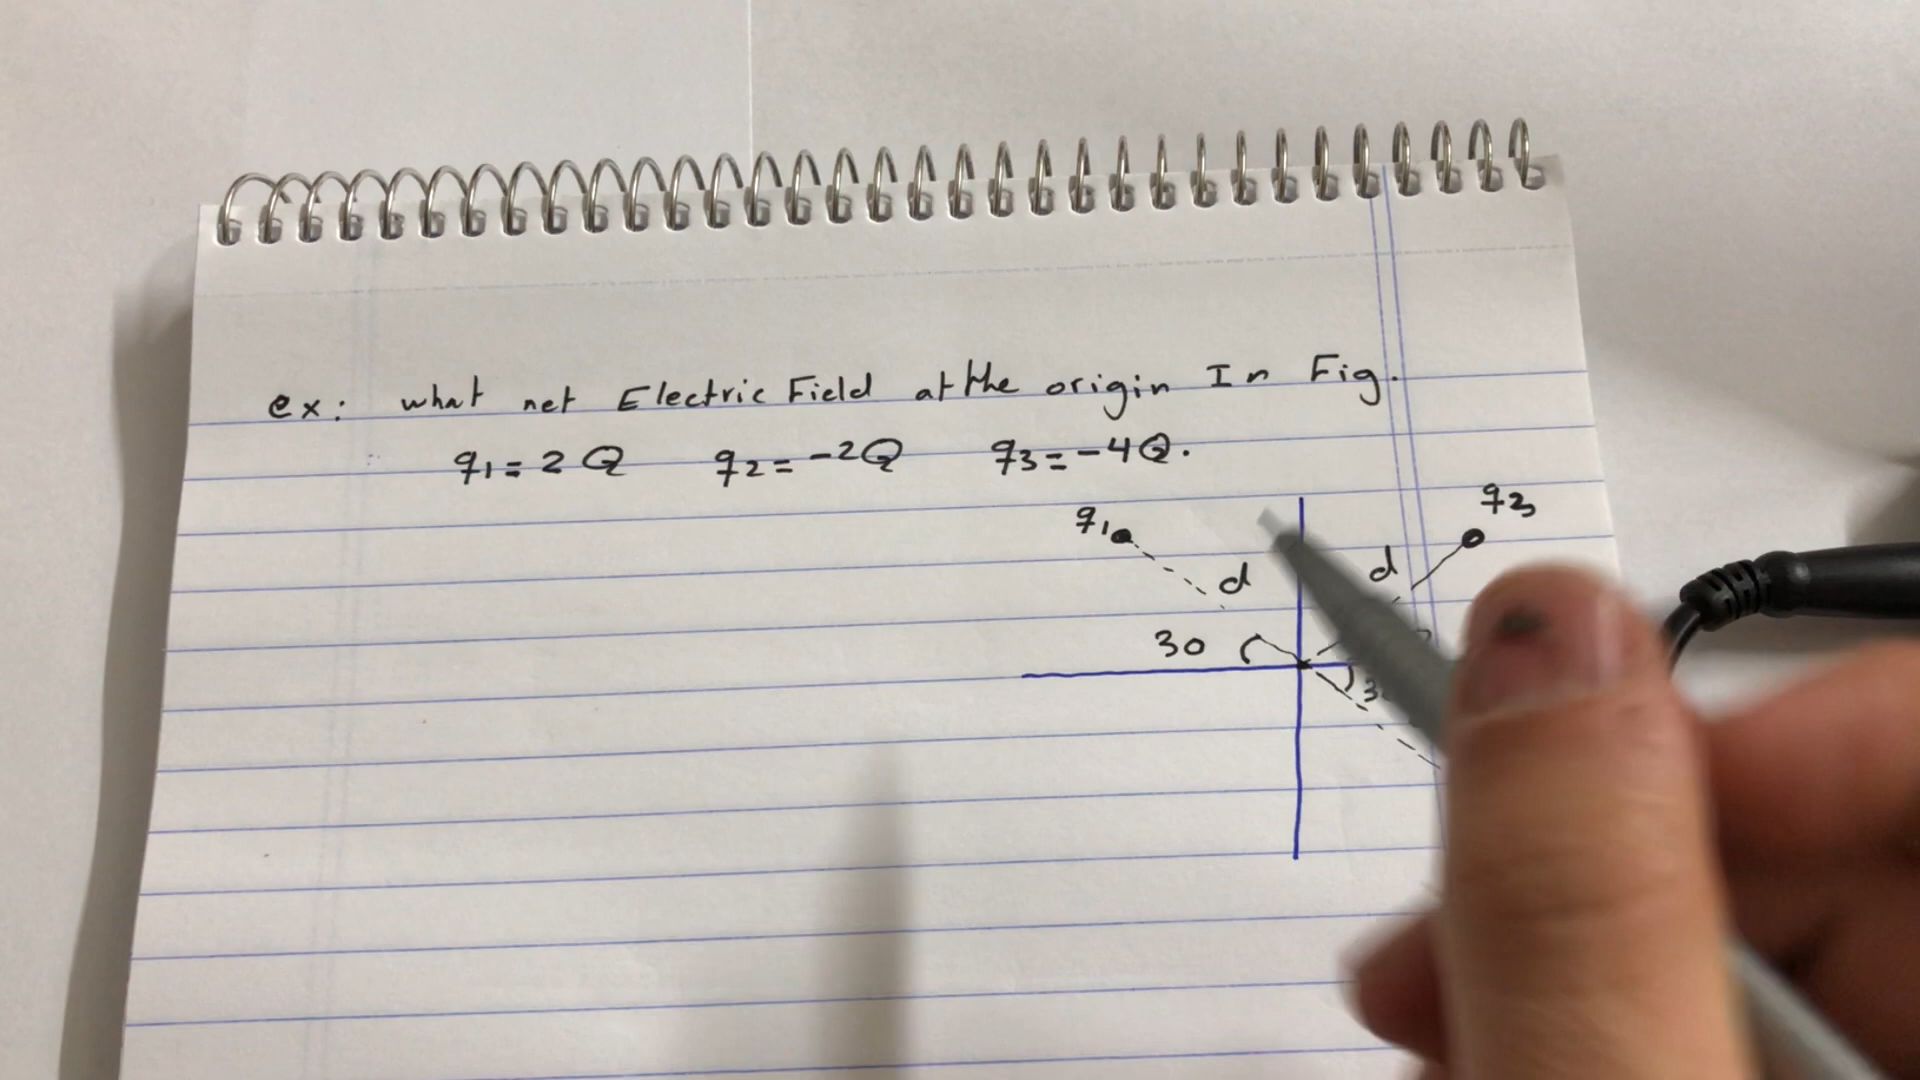 ex: what net Electric Field at the origin In Fig.
q1 = 2Q q2 = -2Q q3 = -4Q.
q1 q3
d d
30